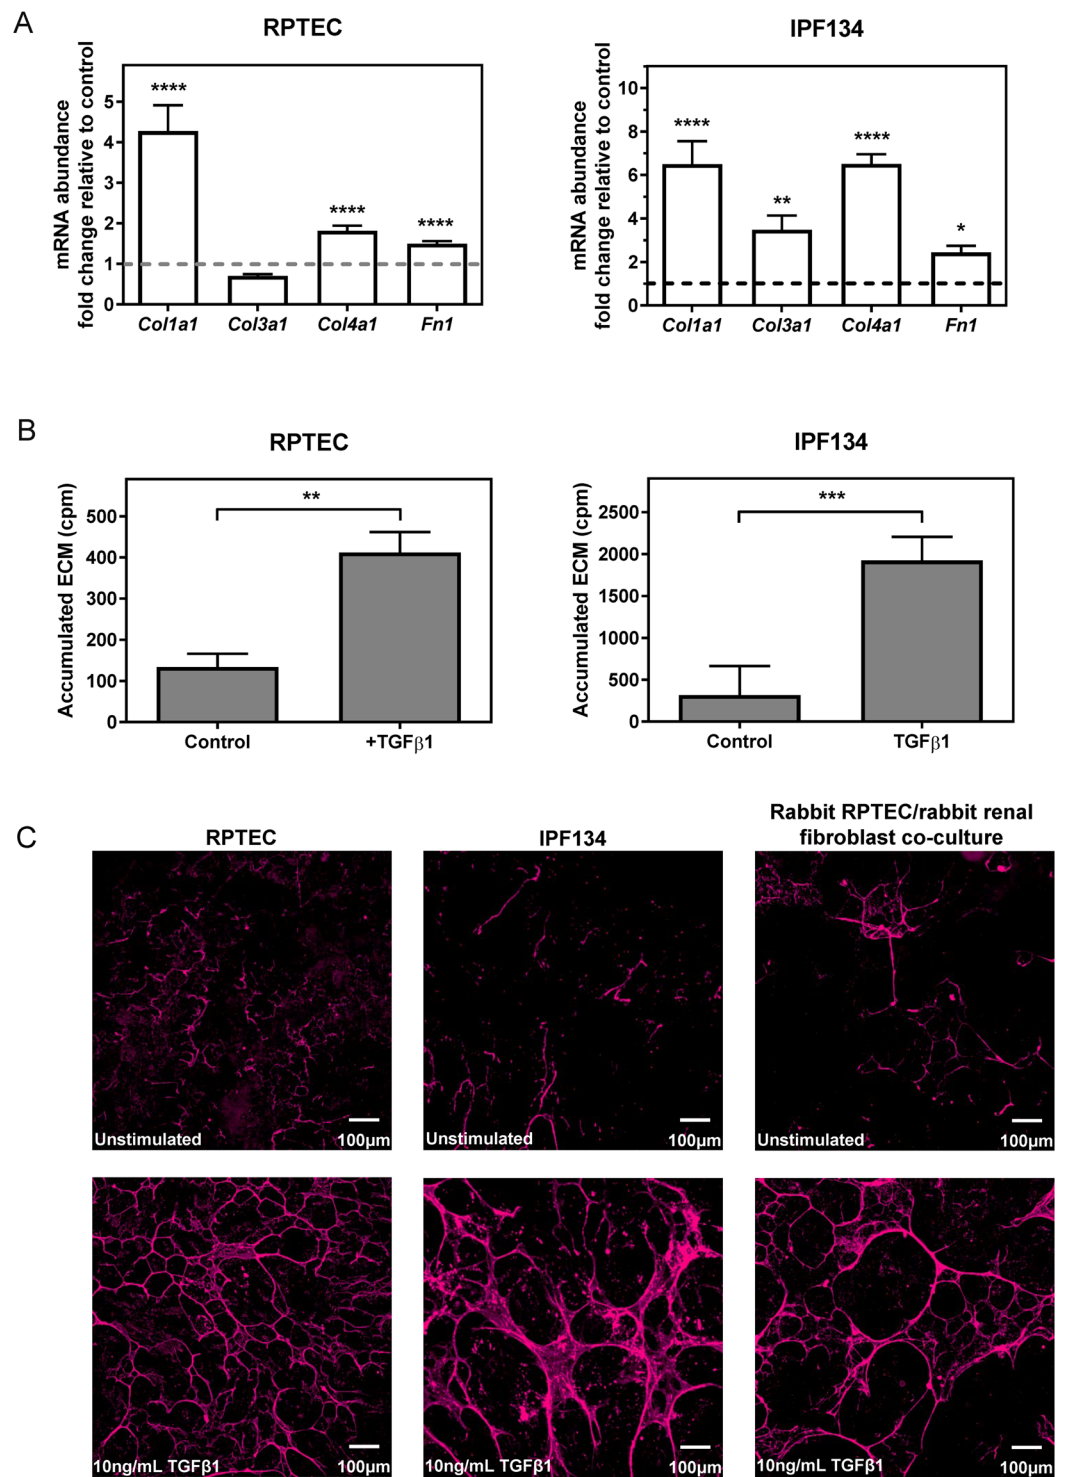 A
RPTEC
IPF134
mRNA abundance
fold change relative to control
5
4
3
2
1
0
****
****
****
Col1a1 Col3a1 Col4a1 Fn1
mRNA abundance
fold change relative to control
10
8
6
4
2
0
****
**
****
*
Col1a1 Col3a1 Col4a1 Fn1
B
RPTEC
IPF134
Accumulated ECM (cpm)
500
400
300
200
100
0
**
Control +TGFβ1
Accumulated ECM (cpm)
2500
2000
1500
1000
500
0
***
Control TGFβ1
C
RPTEC
IPF134
Rabbit RPTEC/rabbit renal
fibroblast co-culture
Unstimulated 100μm
Unstimulated 100μm
Unstimulated 100μm
10ng/mL TGFβ1 100μm
10ng/mL TGFβ1 100μm
10ng/mL TGFβ1 100μm